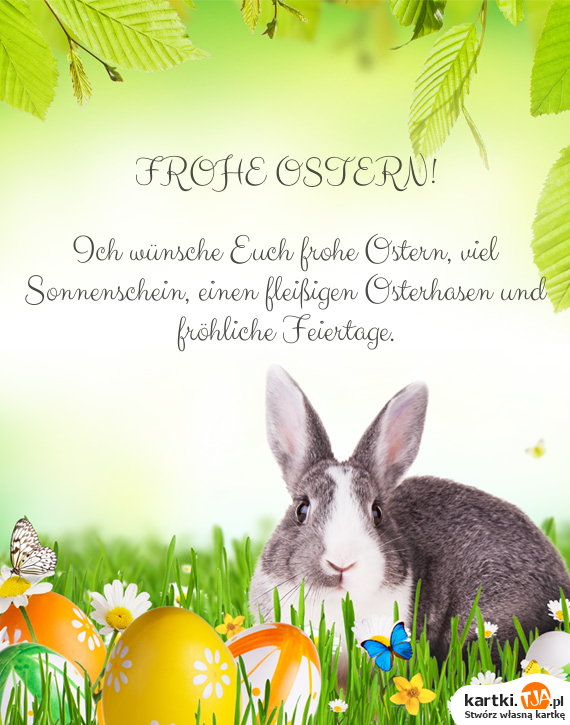 FROHE OSTERN!
Ich wünsche Euch frohe Ostern, viel
Sonnenschein, einen fleißigen Osterhasen und
fröhliche Feiertage.
kartki.TJA.pl
Stwórz własną kartkę